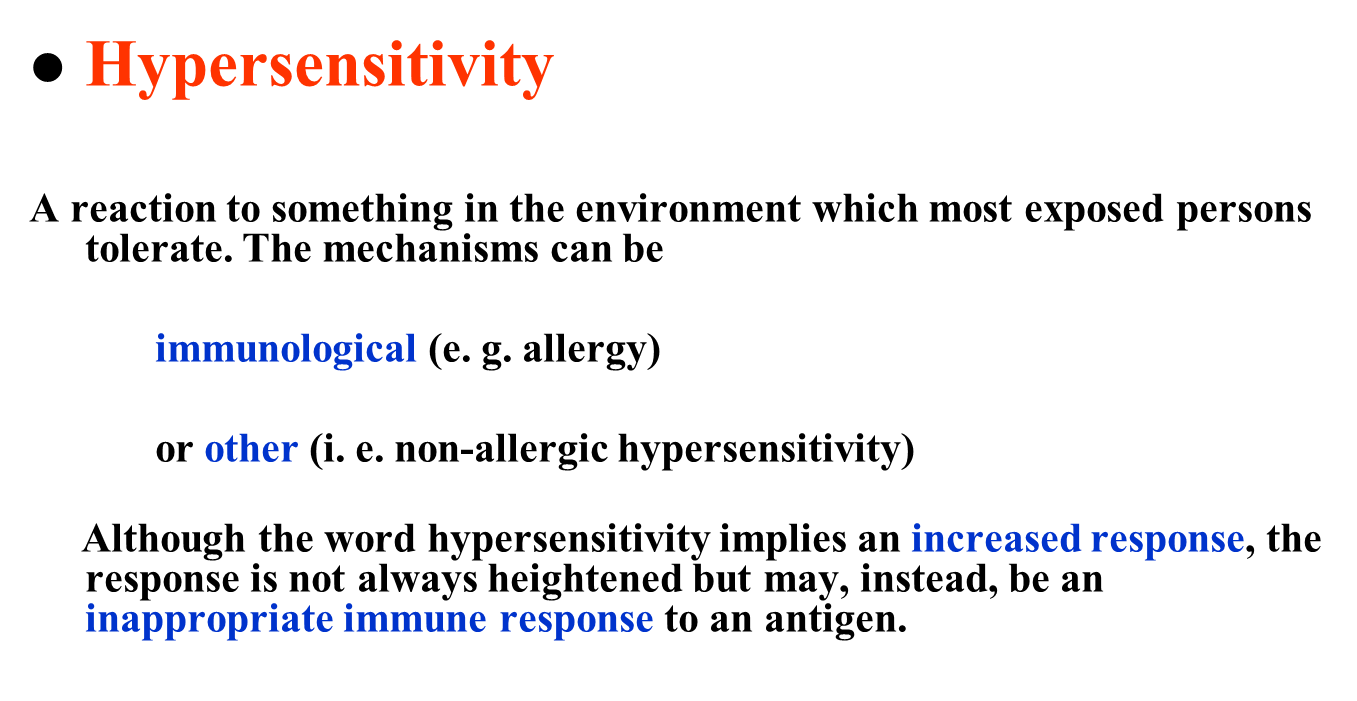 ● Hypersensitivity
A reaction to something in the environment which most exposed persons
tolerate. The mechanisms can be
immunological (e. g. allergy)
or other (i. e. non-allergic hypersensitivity)
Although the word hypersensitivity implies an increased response, the
response is not always heightened but may, instead, be an
inappropriate immune response to an antigen.